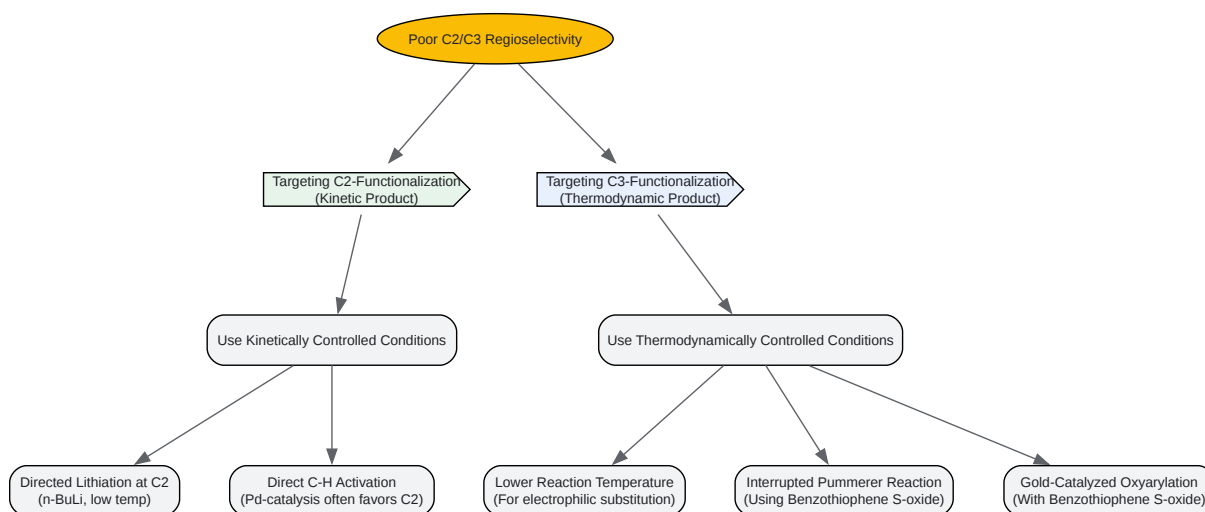 Poor C2/C3 Regioselectivity
Targeting C2-Functionalization
(Kinetic Product)
Targeting C3-Functionalization
(Thermodynamic Product)
Use Kinetically Controlled Conditions
Use Thermodynamically Controlled Conditions
Directed Lithiation at C2
(n-BuLi, low temp)
Direct C-H Activation
(Pd-catalysis often favors C2)
Lower Reaction Temperature
(For electrophilic substitution)
Interrupted Pummerer Reaction
(Using Benzothiophene S-oxide)
Gold-Catalyzed Oxyarylation
(With Benzothiophene S-oxide)